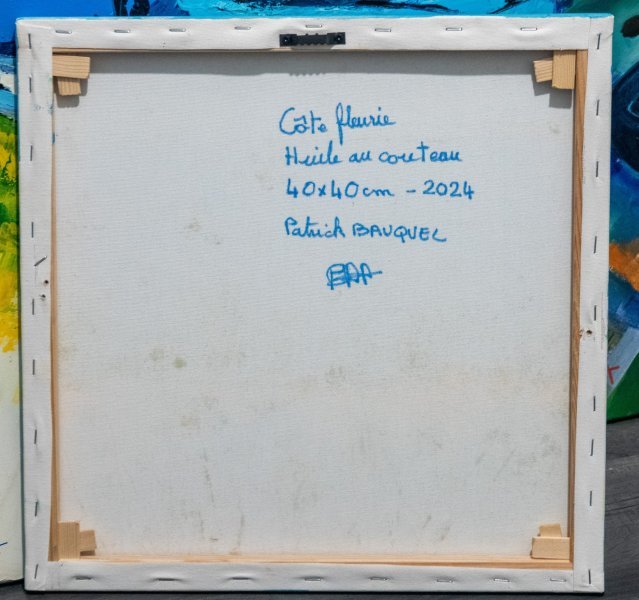 Côte fleurie
Huile au couteau
40x40cm - 2024
Patrick BAUQUEL